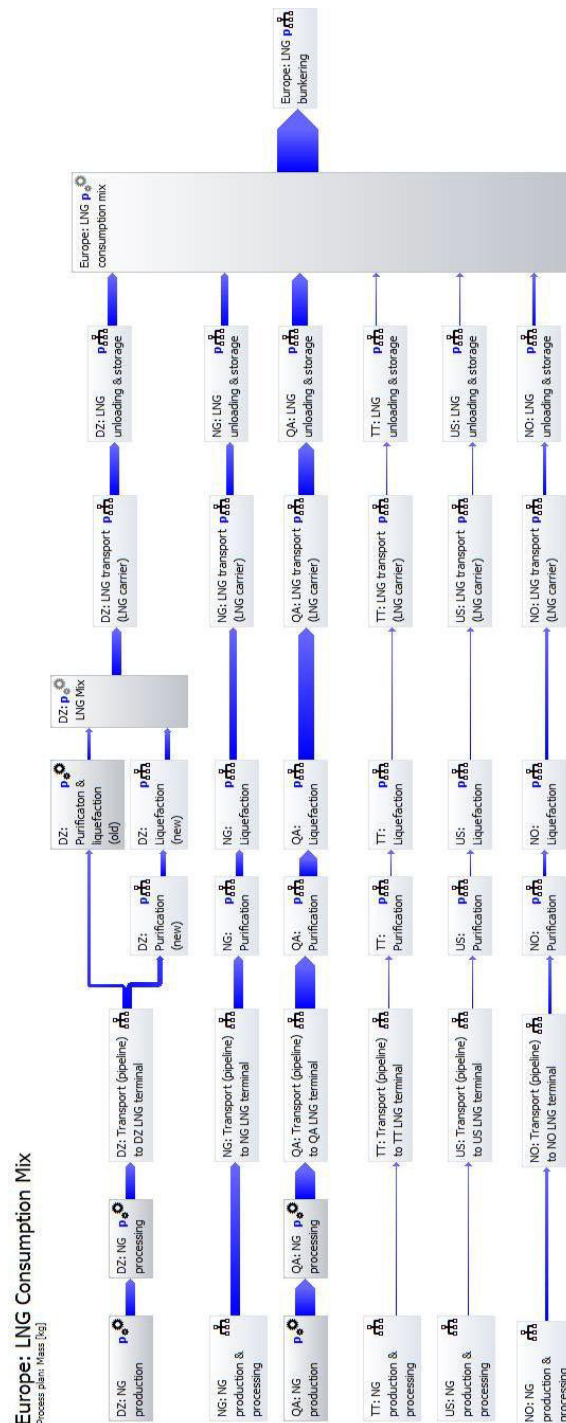 Europe: LNG Consumption Mix
Process plan: Mass [kg]
DZ: NG
production
DZ: NG
processing
DZ: Transport (pipeline)
to DZ LNG terminal
DZ:
Purificaton &
liquefaction
(old)
DZ:
Purification
(new)
DZ:
Liquefaction
(new)
DZ:
LNG Mix
DZ: LNG transport
(LNG carrier)
DZ: LNG
unloading & storage
NG: NG
production &
processing
NG: Transport (pipeline)
to NG LNG terminal
NG:
Purification
NG:
Liquefaction
NG: LNG transport
(LNG carrier)
NG: LNG
unloading & storage
QA: NG
production
QA: NG
processing
QA: Transport (pipeline)
to QA LNG terminal
QA:
Purification
QA:
Liquefaction
QA: LNG transport
(LNG carrier)
QA: LNG
unloading & storage
TT: NG
production &
processing
TT: Transport (pipeline)
to TT LNG terminal
TT:
Purification
TT:
Liquefaction
TT: LNG transport
(LNG carrier)
TT: LNG
unloading & storage
US: NG
production &
processing
US: Transport (pipeline)
to US LNG terminal
US:
Purification
US:
Liquefaction
US: LNG transport
(LNG carrier)
US: LNG
unloading & storage
NO: NG
production &
processing
NO: Transport (pipeline)
to NO LNG terminal
NO:
Purification
NO:
Liquefaction
NO: LNG transport
(LNG carrier)
NO: LNG
unloading & storage
Europe: LNG
consumption mix
Europe: LNG
bunkering